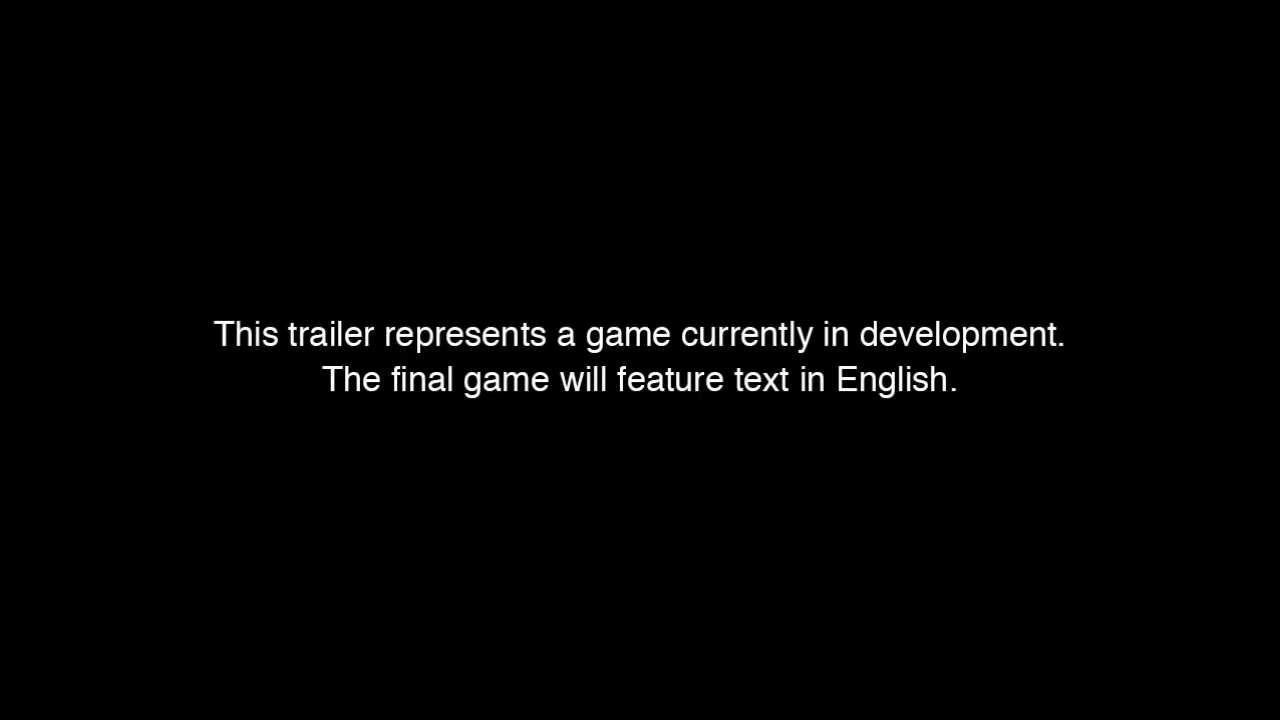 This trailer represents a game currently in development.
The final game will feature text in English.